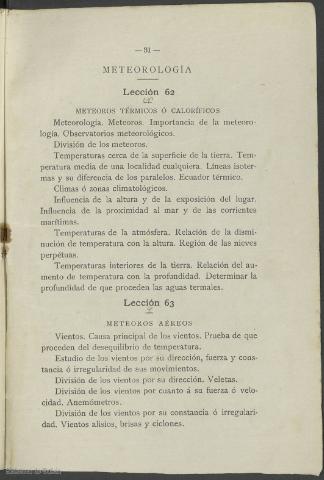 — 31 —
METEOROLOGÍA
Lección 62
METEOROS TÉRMICOS Ó CALORÍFICOS
Meteorología. Meteoros. Importancia de la meteoro-
logía. Observatorios meteorológicos.
División de los meteoros.
Temperaturas cerca de la superficie de la tierra. Tem-
peratura media de una localidad cualquiera. Líneas isoter-
mas y su diferencia de los paralelos. Ecuador térmico.
Climas ó zonas climatológicos.
Influencia de la altura y de la exposición del lugar.
Influencia de la proximidad al mar y de las corrientes
marítimas.
Temperaturas de la atmósfera. Relación de la dismi-
nución de temperatura con la altura. Región de las nieves
perpétuas.
Temperaturas interiores de la tierra. Relación del au-
mento de temperatura con la profundidad. Determinar la
profundidad de que proceden las aguas termales.
Lección 63
METEOROS AÉREOS
Vientos. Causa principal de los vientos. Prueba de que
proceden del desequilibrio de temperatura.
Estudio de los vientos por su dirección, fuerza y cons-
tancia ó irregularidad de sus movimientos.
División de los vientos por su dirección. Veletas.
División de los vientos por cuanto á su fuerza ó velo-
cidad. Anemómetros.
División de los vientos por su constancia ó irregulari-
dad. Vientos alisios, brisas y ciclones.